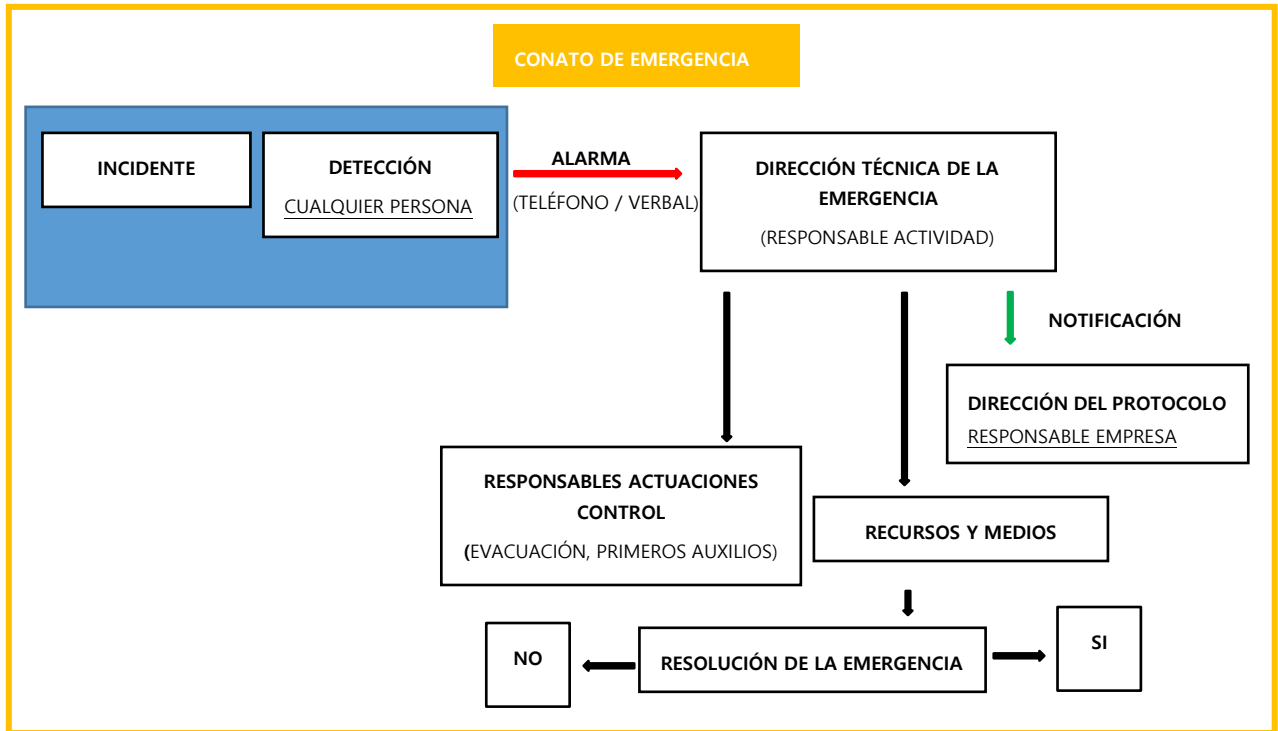 CONATO DE EMERGENCIA
INCIDENTE
DETECCIÓN
CUALQUIER PERSONA
ALARMA
(TELÉFONO / VERBAL)
DIRECCIÓN TÉCNICA DE LA
EMERGENCIA
(RESPONSABLE ACTIVIDAD)
NOTIFICACIÓN
DIRECCIÓN DEL PROTOCOLO
RESPONSABLE EMPRESA
RESPONSABLES ACTUACIONES
CONTROL
(EVACUACIÓN, PRIMEROS AUXILIOS)
RECURSOS Y MEDIOS
NO
RESOLUCIÓN DE LA EMERGENCIA
SI